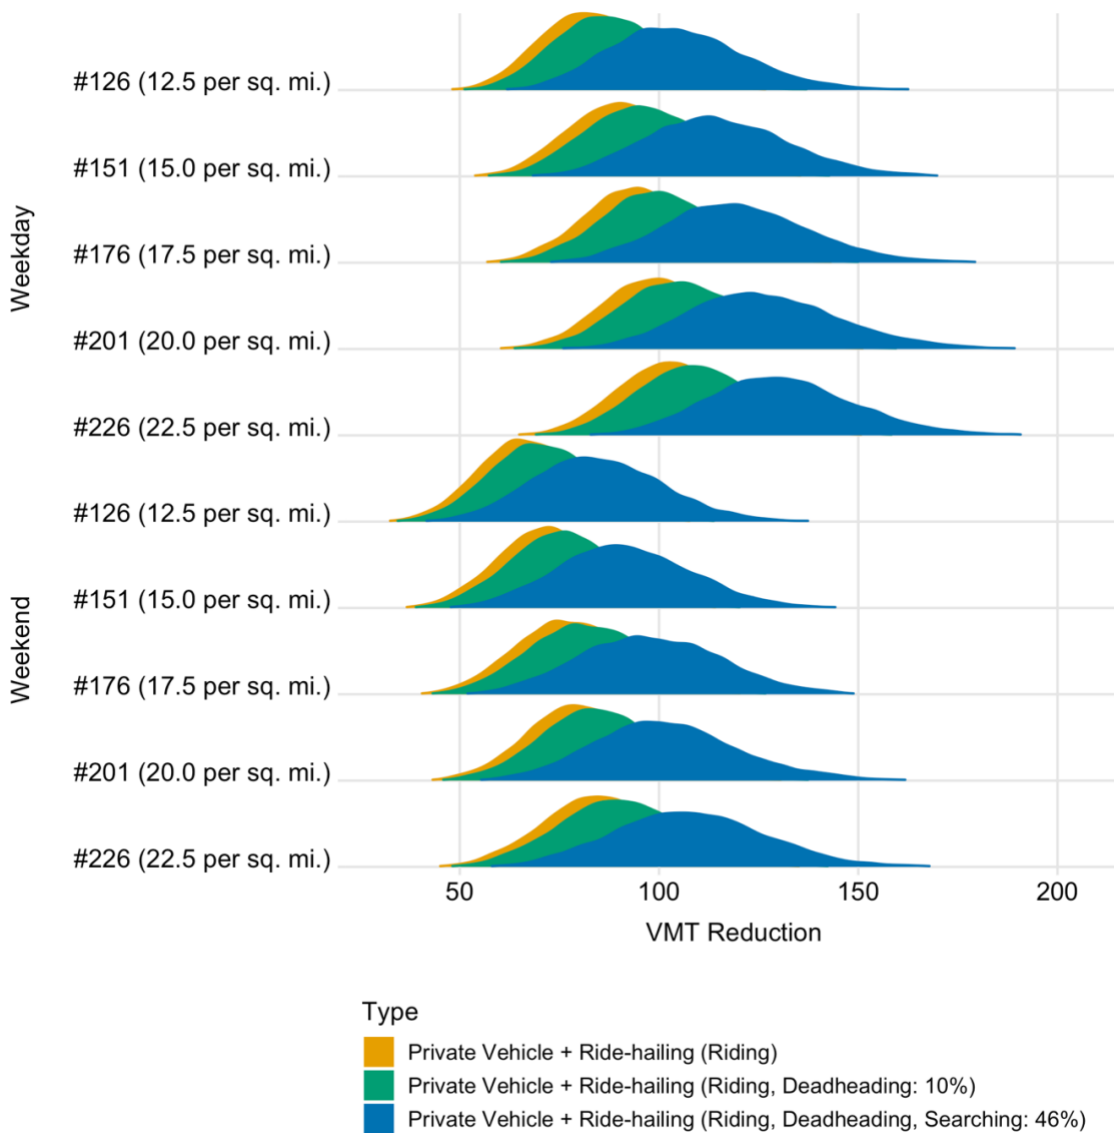 Weekday
#126 (12.5 per sq. mi.)
#151 (15.0 per sq. mi.)
#176 (17.5 per sq. mi.)
#201 (20.0 per sq. mi.)
#226 (22.5 per sq. mi.)
Weekend
#126 (12.5 per sq. mi.)
#151 (15.0 per sq. mi.)
#176 (17.5 per sq. mi.)
#201 (20.0 per sq. mi.)
#226 (22.5 per sq. mi.)
50 100 150 200
VMT Reduction
Type
Private Vehicle + Ride-hailing (Riding)
Private Vehicle + Ride-hailing (Riding, Deadheading: 10%)
Private Vehicle + Ride-hailing (Riding, Deadheading, Searching: 46%)